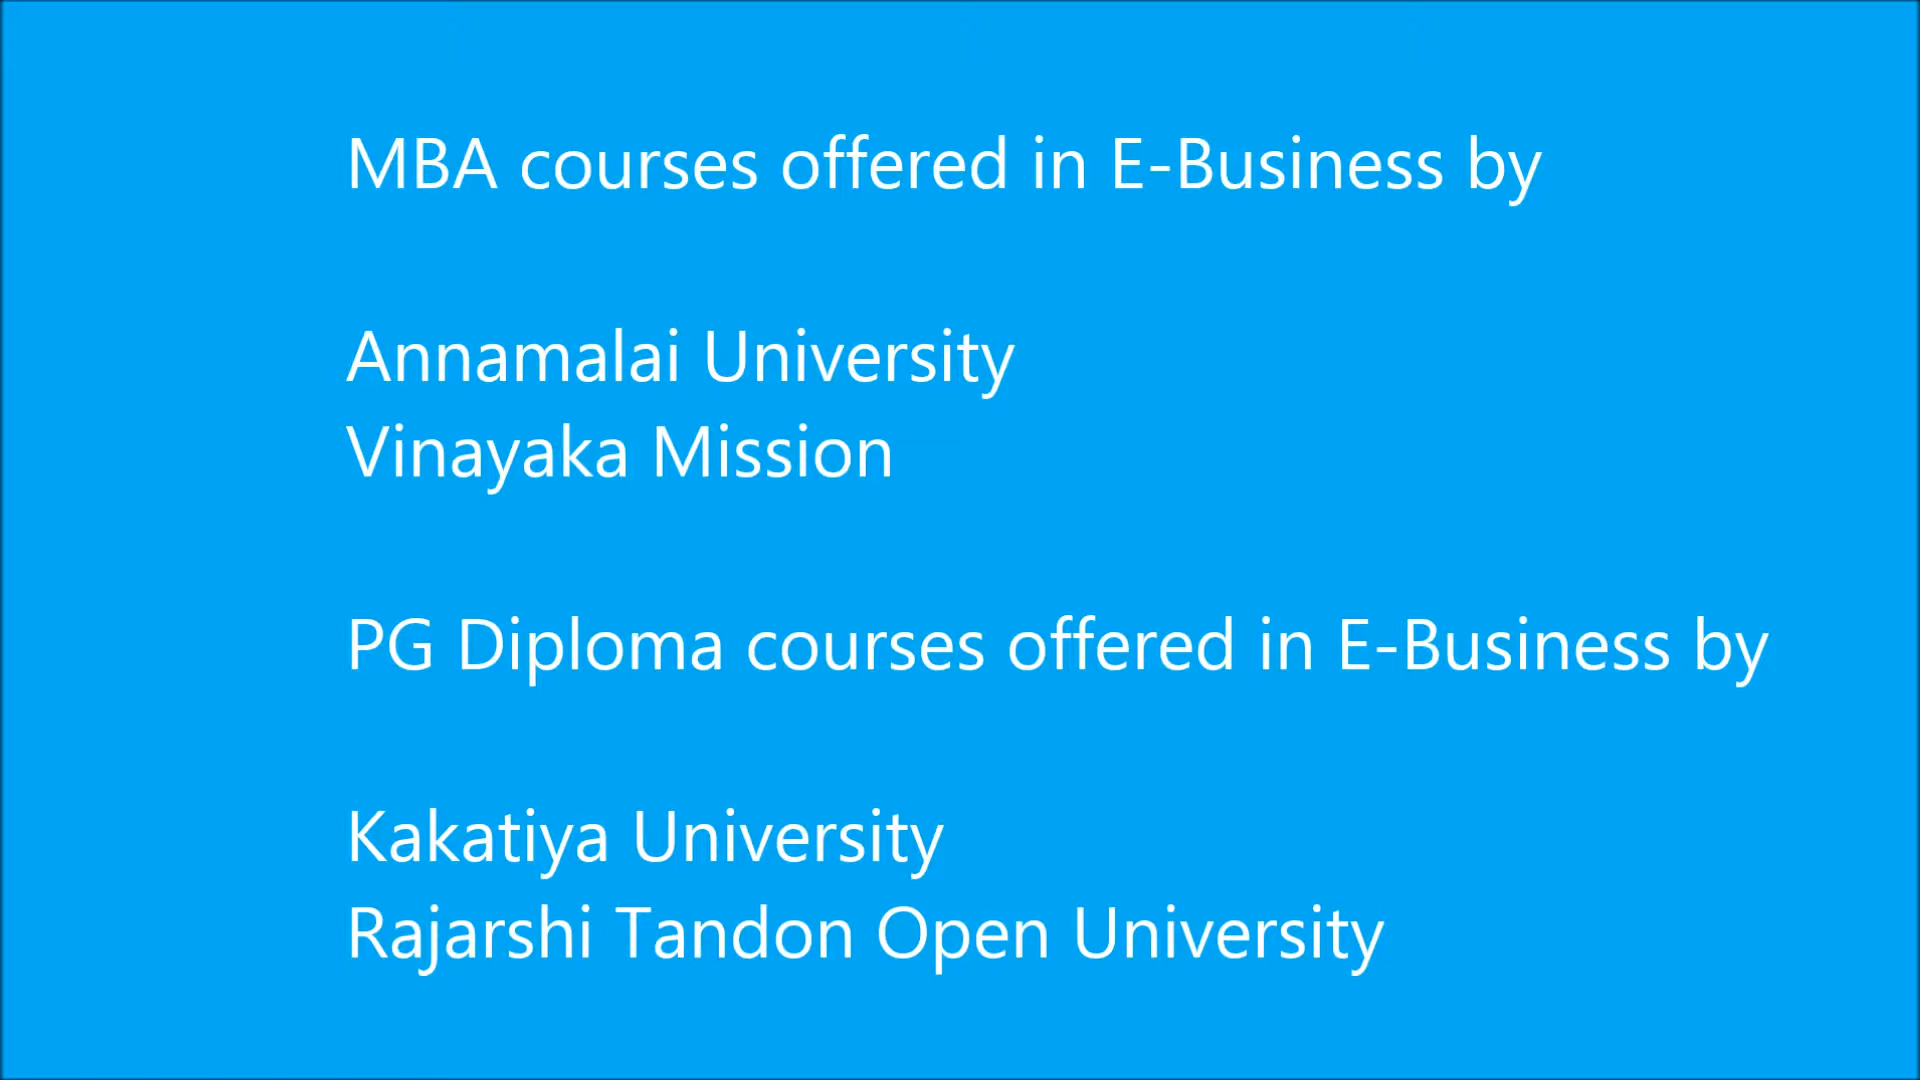 MBA courses offered in E-Business by
Annamalai University
Vinayaka Mission
PG Diploma courses offered in E-Business by
Kakatiya University
Rajarshi Tandon Open University